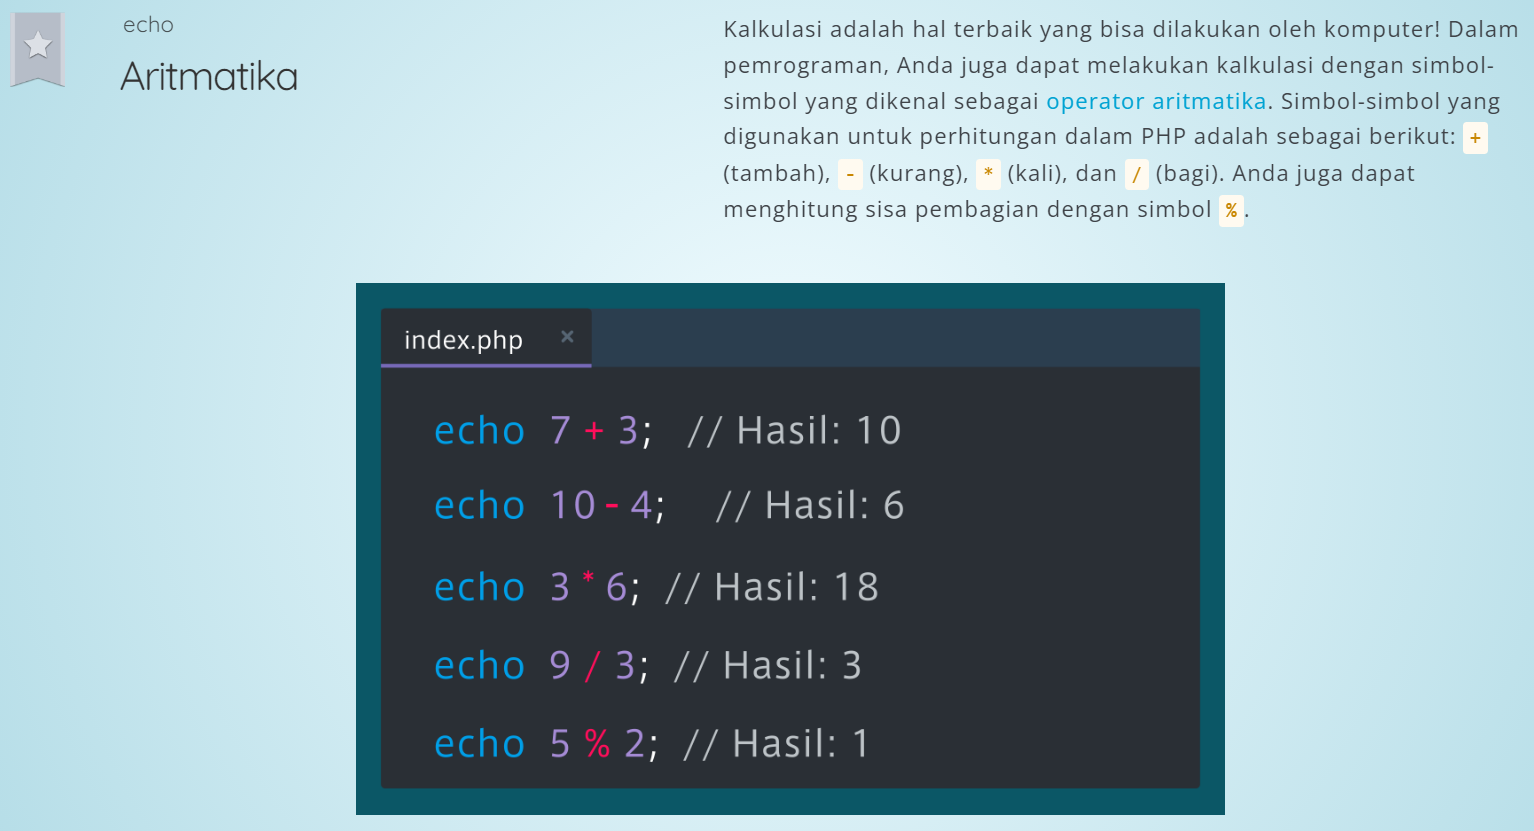 echo
Aritmatika
Kalkulasi adalah hal terbaik yang bisa dilakukan oleh komputer! Dalam
pemrograman, Anda juga dapat melakukan kalkulasi dengan simbol-
simbol yang dikenal sebagai operator aritmatika. Simbol-simbol yang
digunakan untuk perhitungan dalam PHP adalah sebagai berikut: +
(tambah), - (kurang), * (kali), dan / (bagi). Anda juga dapat
menghitung sisa pembagian dengan simbol %.
index.php ×
echo 7 + 3; // Hasil: 10
echo 10 - 4; // Hasil: 6
echo 3 * 6; // Hasil: 18
echo 9 / 3; // Hasil: 3
echo 5 % 2; // Hasil: 1